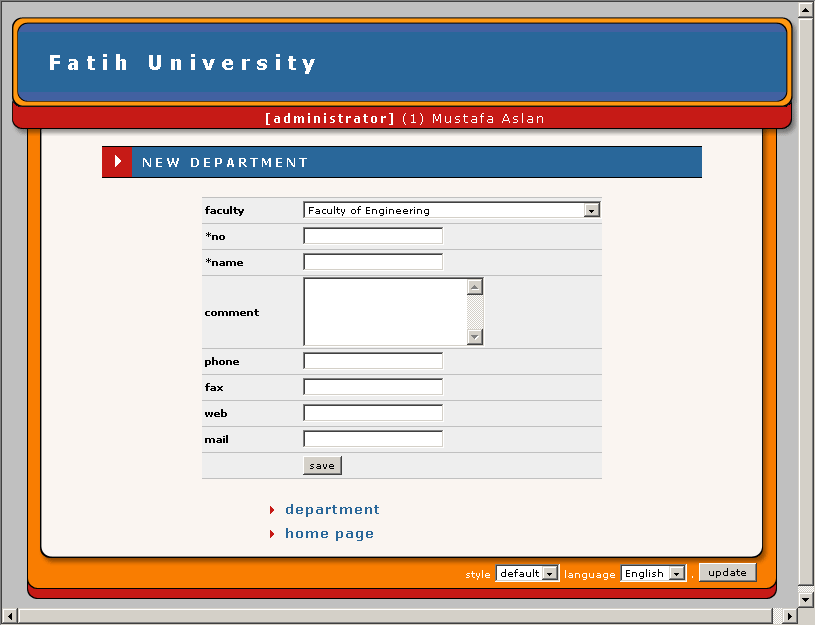 Fatih University
[administrator] (1) Mustafa Aslan
NEW DEPARTMENT
faculty Faculty of Engineering
*no
*name
comment
phone
fax
web
mail
save
department
home page
style default language English . update